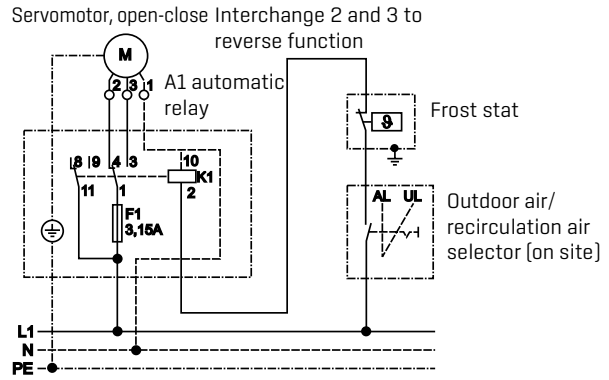 Servomotor, open-close Interchange 2 and 3 to
reverse function
M
2 3 1
A1 automatic
relay
Frost stat
ϑ
8 9 4 3 10
K1
11 1 2
F1
3,15A
AL UL
Outdoor air/
recirculation air
selector (on site)
L1
N
PE